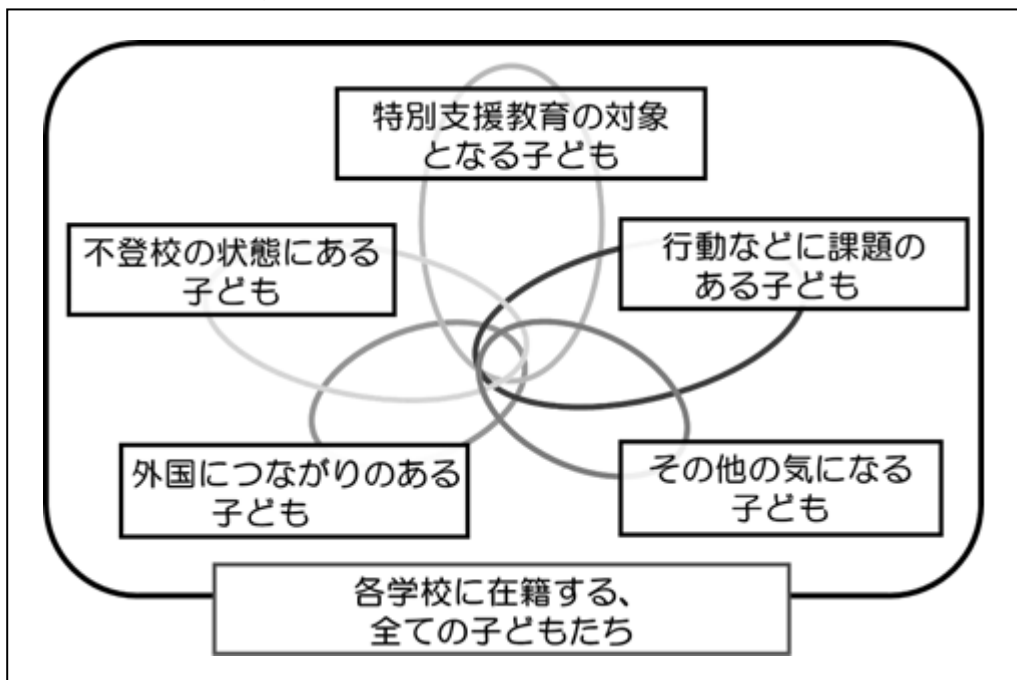 特別支援教育の対象
となる子ども
不登校の状態にある
子ども
行動などに課題の
ある子ども
外国につながりのある
子ども
その他の気になる
子ども
各学校に在籍する、
全ての子どもたち